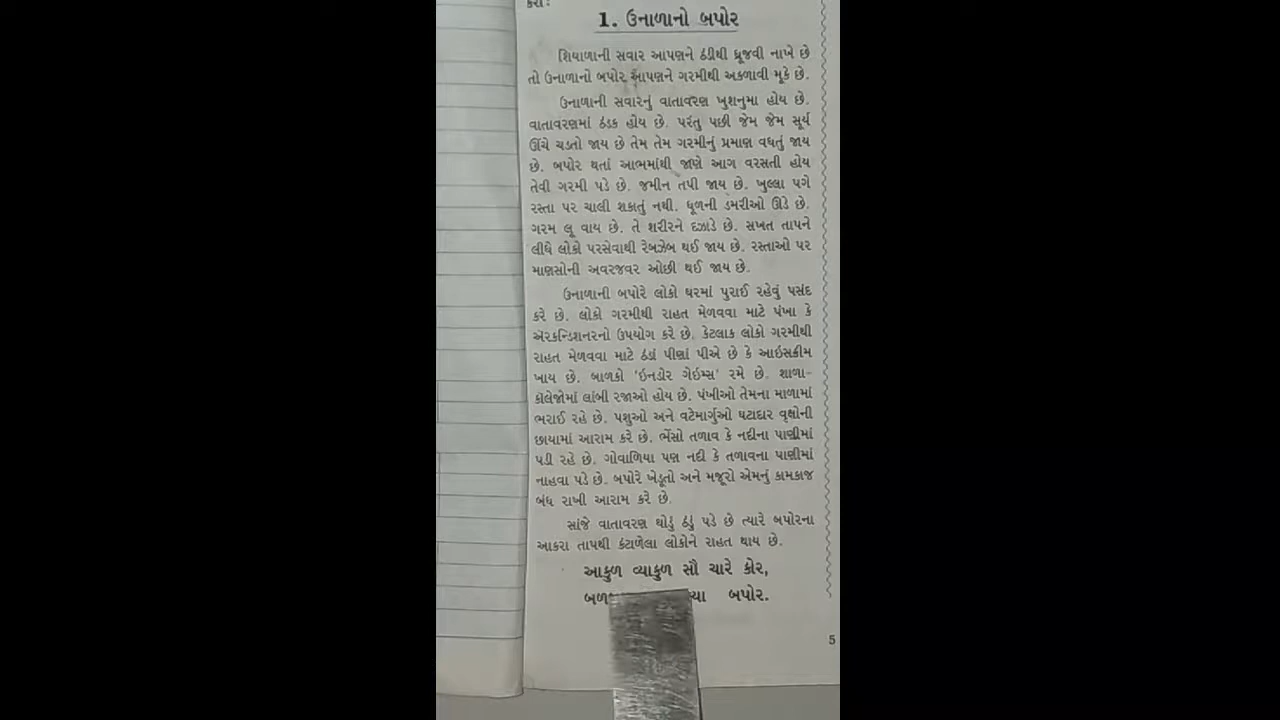 કરો :
1. ઉનાળાનો બપોર
શિયાળાની સવાર આપણને ઠંડીથી ધ્રૂજવી નાખે છે
તો ઉનાળાનો બપોર આપણને ગરમીથી અકળાવી મૂકે છે.
ઉનાળાની સવારનું વાતાવરણ ખુશનુમા હોય છે.
વાતાવરણમાં ઠંડક હોય છે. પરંતુ પછી જેમ જેમ સૂર્ય
ઊંચે ચડતો જાય છે તેમ તેમ ગરમીનું પ્રમાણ વધતું જાય
છે. બપોર થતાં આભમાંથી જાણે આગ વરસતી હોય
તેવી ગરમી પડે છે. જમીન તપી જાય છે. ખુલ્લા પગે
રસ્તા પર ચાલી શકાતું નથી. ધૂળની ડમરીઓ ઊડે છે.
ગરમ લૂ વાય છે. તે શરીરને દઝાડે છે. સખત તાપને
લીધે લોકો પરસેવાથી રેબઝેબ થઈ જાય છે. રસ્તાઓ પર
માણસોની અવરજવર ઓછી થઈ જાય છે.
ઉનાળાની બપોરે લોકો ઘરમાં પુરાઈ રહેવું પસંદ
કરે છે. લોકો ગરમીથી રાહત મેળવવા માટે પંખા કે
ઍરકન્ડિશનરનો ઉપયોગ કરે છે. કેટલાક લોકો ગરમીથી
રાહત મેળવવા માટે ઠંડાં પીણાં પીએ છે કે આઇસક્રીમ
ખાય છે. બાળકો ‘ઇનડોર ગેઇમ્સ’ રમે છે. શાળા-
કૉલેજોમાં લાંબી રજાઓ હોય છે. પંખીઓ તેમના માળામાં
ભરાઈ રહે છે. પશુઓ અને વટેમાર્ગુઓ ઘટાદાર વૃક્ષોની
છાયામાં આરામ કરે છે. ભેંસો તળાવ કે નદીના પાણીમાં
પડી રહે છે. ગોવાળિયા પણ નદી કે તળાવના પાણીમાં
નાહવા પડે છે. બપોરે ખેડૂતો અને મજૂરો એમનું કામકાજ
બંધ રાખી આરામ કરે છે.
સાંજે વાતાવરણ થોડું ઠંડું પડે છે ત્યારે બપોરના
આકરા તાપથી કંટાળેલા લોકોને રાહત થાય છે.
આકુળ વ્યાકુળ સૌ ચારે કોર,
બપોર.
5